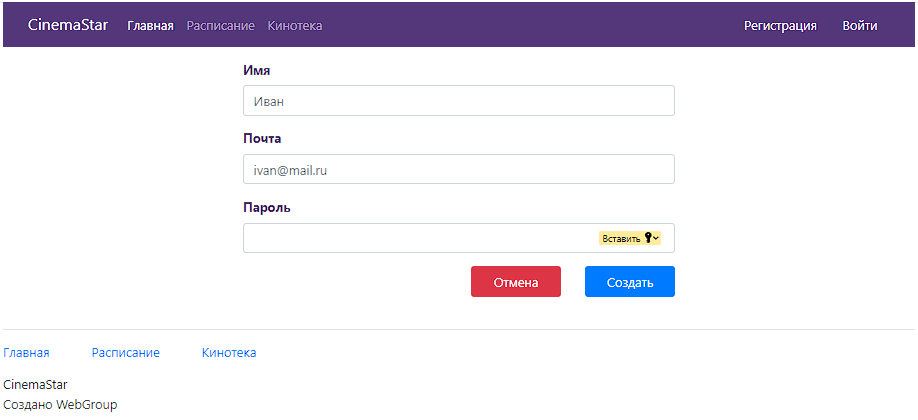 CinemaStar Главная Расписание Кинотека Регистрация Войти
Имя
Иван
Почта
ivan@mail.ru
Пароль
Вставить
Отмена Создать
Главная Расписание Кинотека
CinemaStar
Создано WebGroup